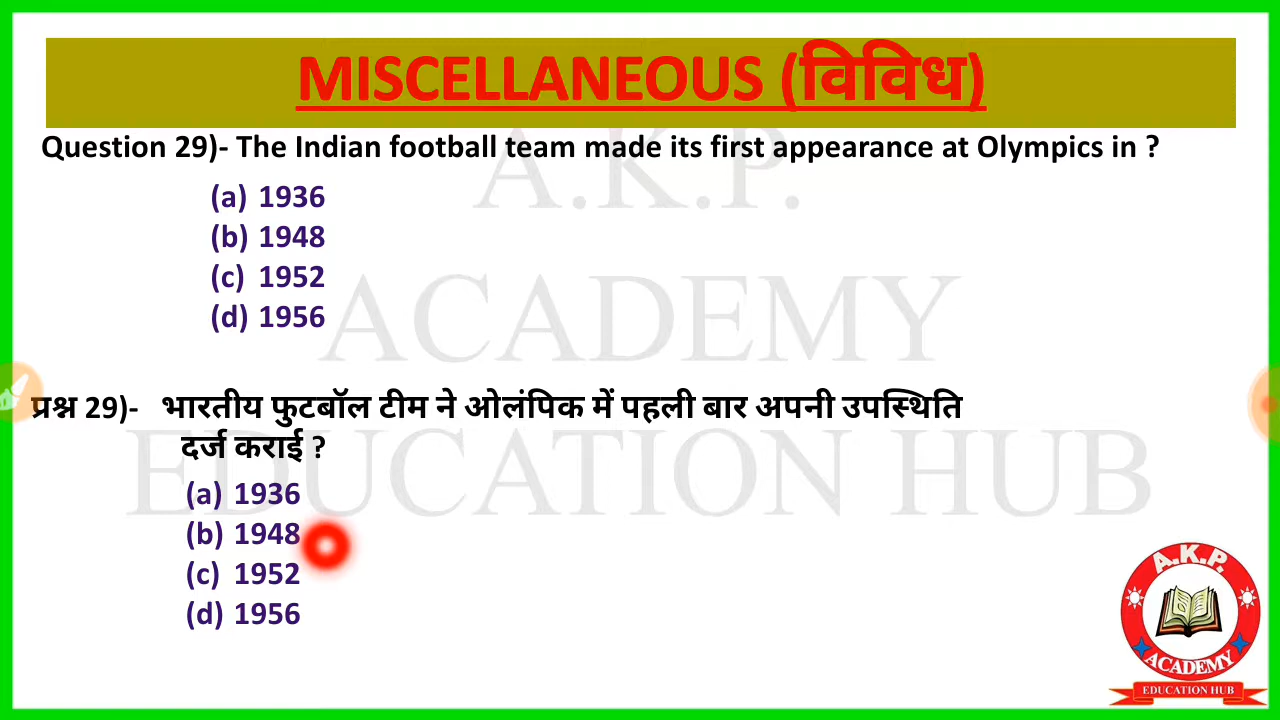 MISCELLANEOUS (विविध)
Question 29)- The Indian football team made its first appearance at Olympics in ?
(a) 1936
(b) 1948
(c) 1952
(d) 1956
प्रश्न 29)- भारतीय फुटबॉल टीम ने ओलंपिक में पहली बार अपनी उपस्थिति
दर्ज कराई ?
(a) 1936
(b) 1948
(c) 1952
(d) 1956
A.K.P.
ACADEMY
EDUCATION HUB
A.K.P.
ACADEMY
EDUCATION HUB